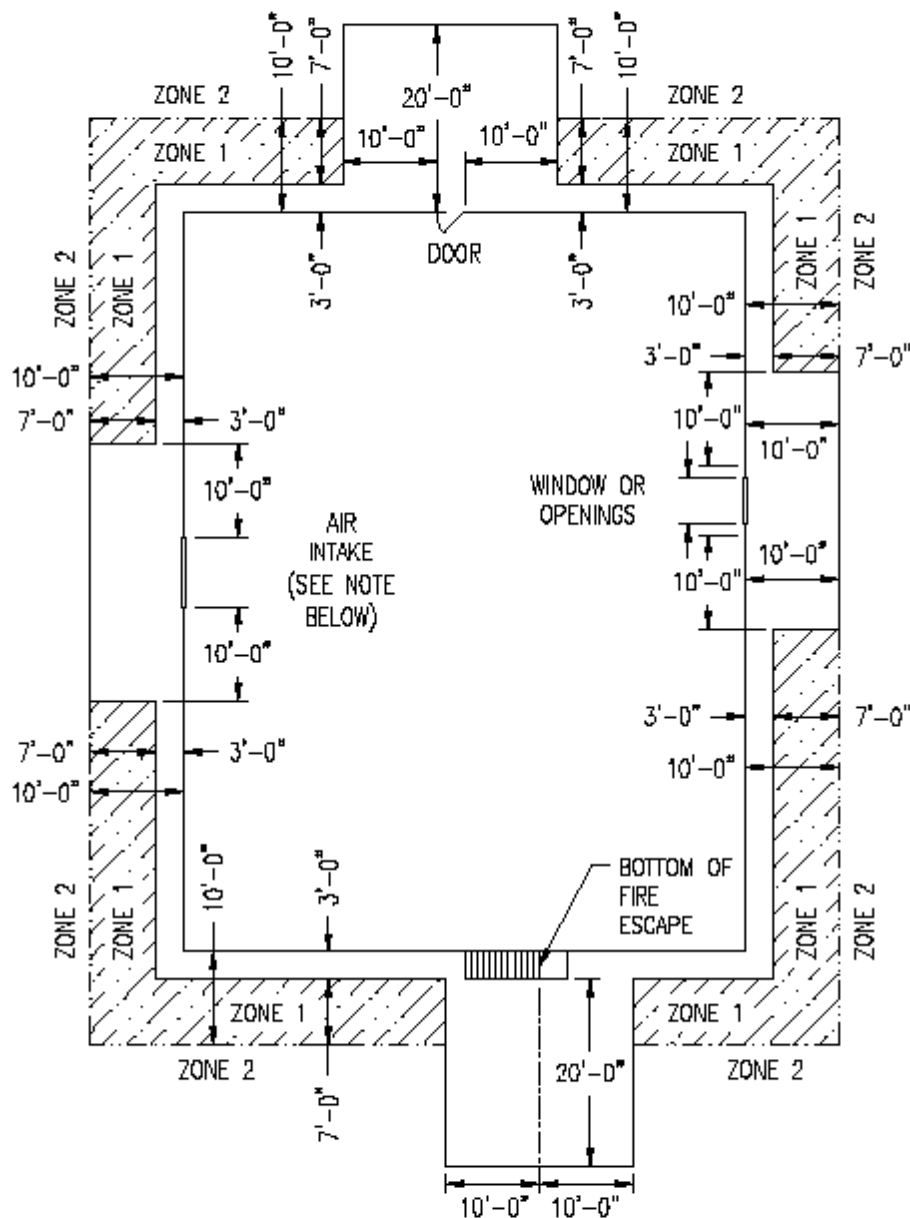 10'-0"
7'-0"
20'-0"
7'-0"
10'-0"
ZONE 2
ZONE 2
ZONE 1
10'-0"
10'-0"
ZONE 1
DOOR
3'-0"
3'-0"
ZONE 2
ZONE 1
ZONE 1
ZONE 2
10'-0"
3'-0"
7'-0"
10'-0"
7'-0"
3'-0"
10'-0"
10'-0"
10'-0"
WINDOW OR
OPENINGS
AIR
INTAKE
(SEE NOTE
BELOW)
10'-0"
10'-0"
10'-0"
3'-0"
7'-0"
7'-0"
3'-0"
10'-0"
10'-0"
10'-0"
3'-0"
BOTTOM OF
FIRE
ESCAPE
ZONE 2
ZONE 1
ZONE 1
ZONE 2
ZONE 1
ZONE 1
ZONE 2
ZONE 2
7'-0"
20'-0"
10'-0"
10'-0"